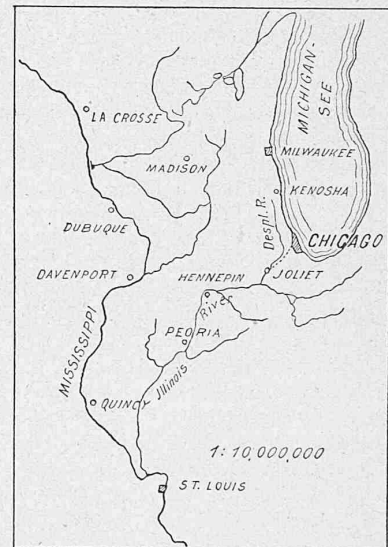 MICHIGAN-
SEE
LA CROSSE
MILWAUKEE
MADISON
KENOSHA
Despl. R.
DUBUQUE
CHICAGO
DAVENPORT
HENNEPIN
JOLIET
River
MISSISSIPPI
PEORIA
Illinois
QUINCY
1:10,000,000
ST. LOUIS